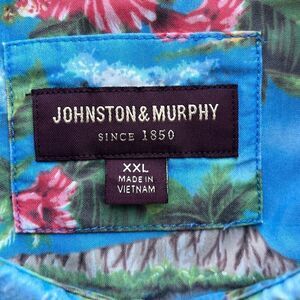 JOHNSTON & MURPHY
SINCE 1850
XXL
MADE IN
VIETNAM